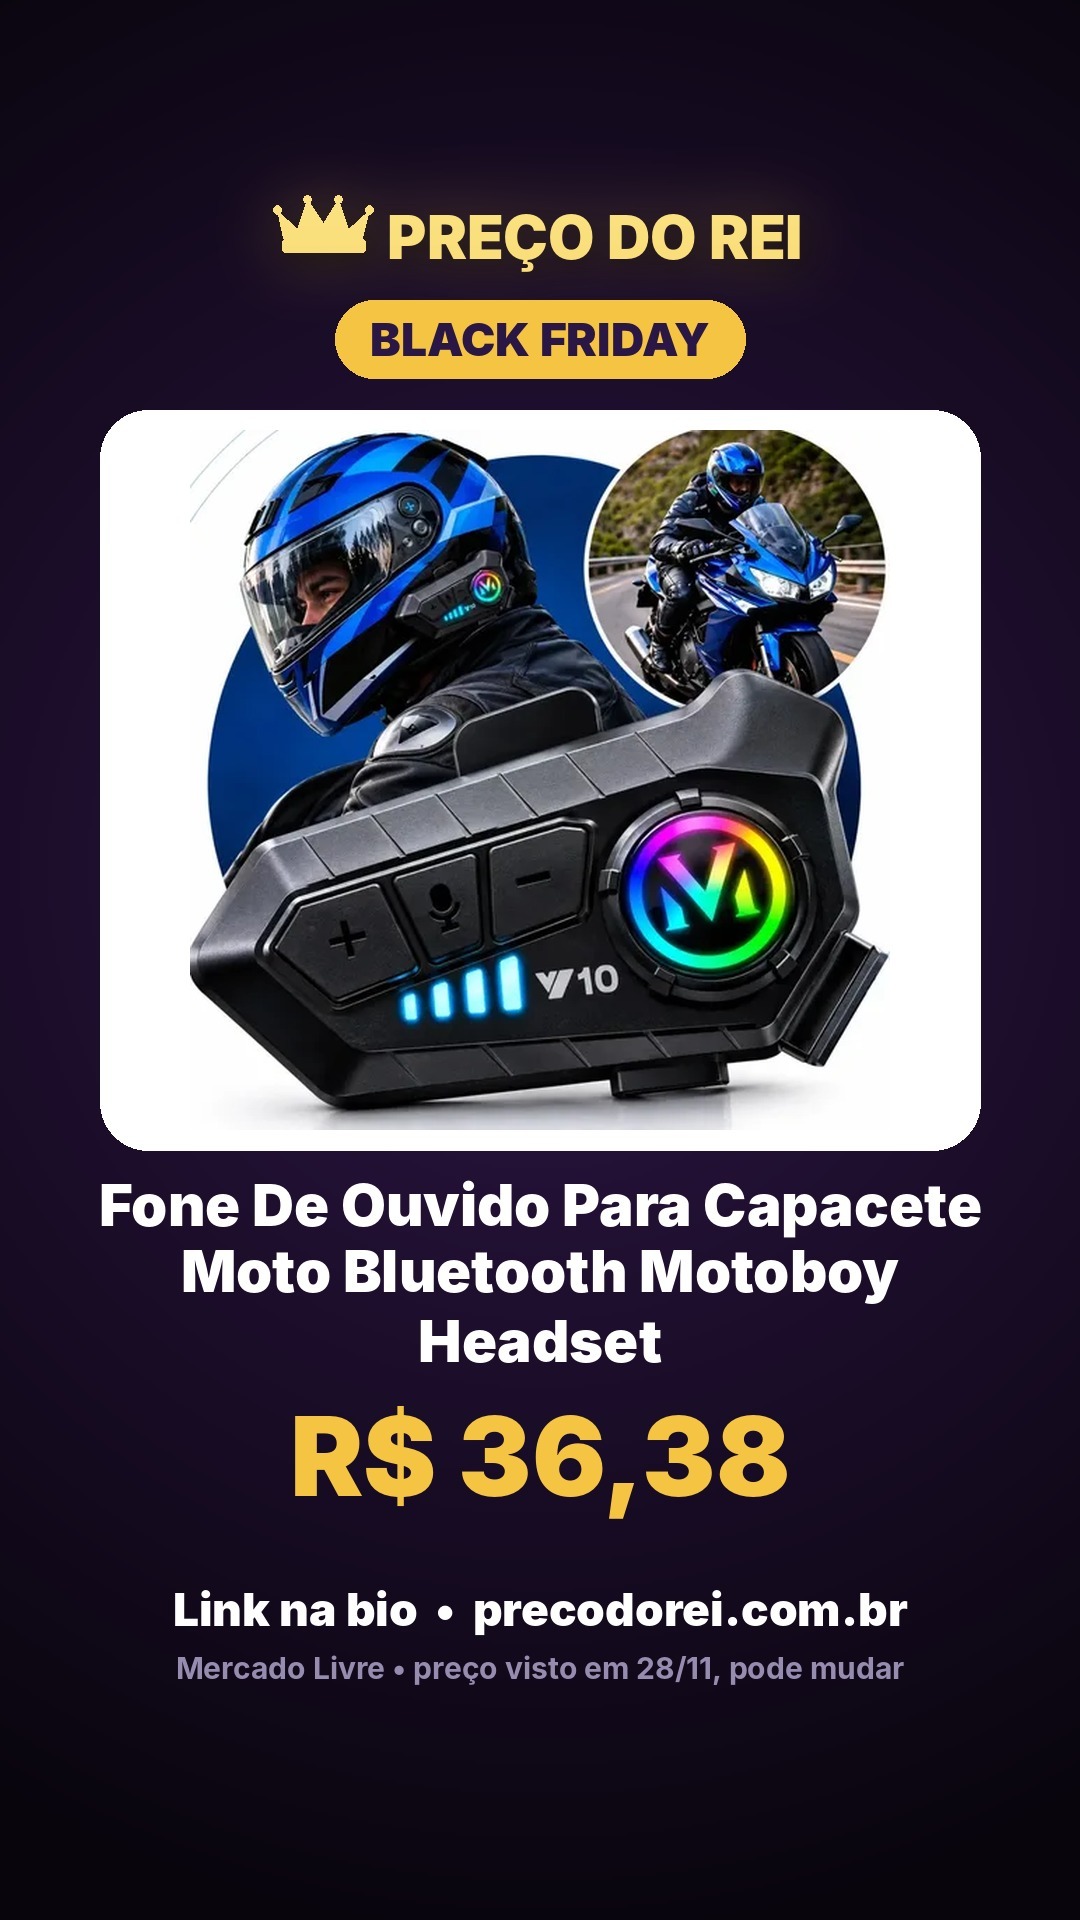 PREÇO DO REI
BLACK FRIDAY
Y10
Fone De Ouvido Para Capacete
Moto Bluetooth Motoboy
Headset
R$ 36,38
Link na bio • precodorei.com.br
Mercado Livre • preço visto em 28/11, pode mudar